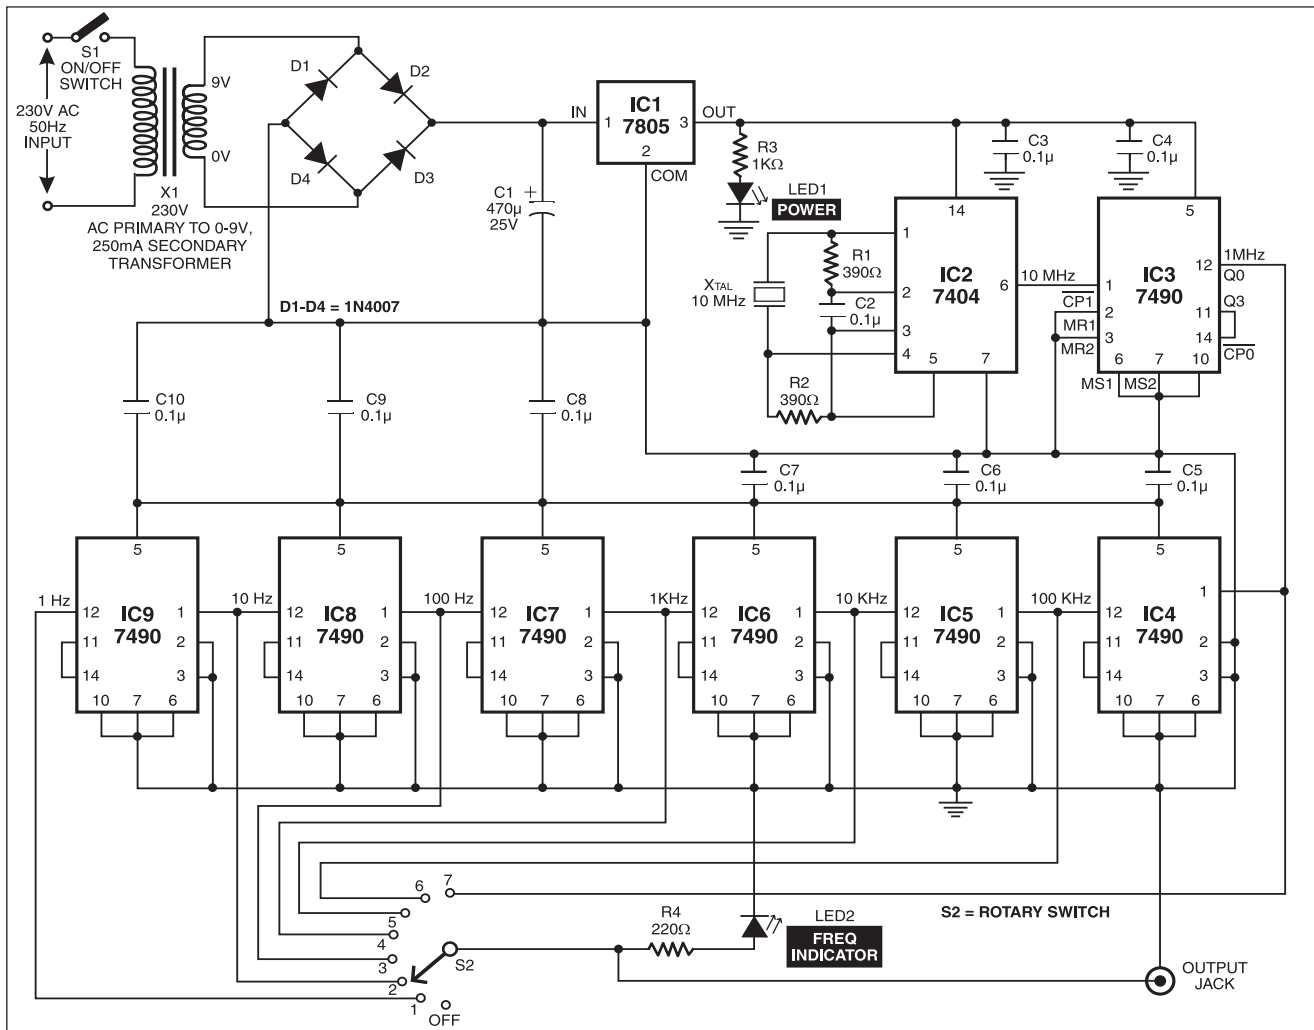 S1
ON/OFF
SWITCH
230V AC
50Hz
INPUT
9V
0V
X1
230V
AC PRIMARY TO 0-9V,
250mA SECONDARY
TRANSFORMER
D1
D2
D4
D3
D1-D4 = 1N4007
C1
+
470µ
25V
IN
1
IC1
7805
3
OUT
2
COM
R3
1KΩ
LED1
POWER
C3
0.1µ
C4
0.1µ
XTAL
10 MHz
R1
390Ω
C2
0.1µ
R2
390Ω
14
1
2
3
4
5
7
6
IC2
7404
10 MHz
5
1
CP1
2
MR1
3
MR2
IC3
7490
12
1MHz
Q0
Q3
11
14
CP0
6
7
10
MS1
MS2
C10
0.1µ
C9
0.1µ
C8
0.1µ
C7
0.1µ
C6
0.1µ
C5
0.1µ
1 Hz
5
12
IC9
7490
1
11
2
14
3
10
7
6
10 Hz
5
12
IC8
7490
1
11
2
14
3
10
7
6
100 Hz
5
12
IC7
7490
1
11
2
14
3
10
7
6
1KHz
5
12
IC6
7490
1
11
2
14
3
10
7
6
10 KHz
5
12
IC5
7490
1
11
2
14
3
10
7
6
100 KHz
5
12
IC4
7490
1
11
2
14
3
10
7
6
6
7
5
4
3
2
1
OFF
S2
R4
220Ω
LED2
FREQ
INDICATOR
S2 = ROTARY SWITCH
OUTPUT
JACK